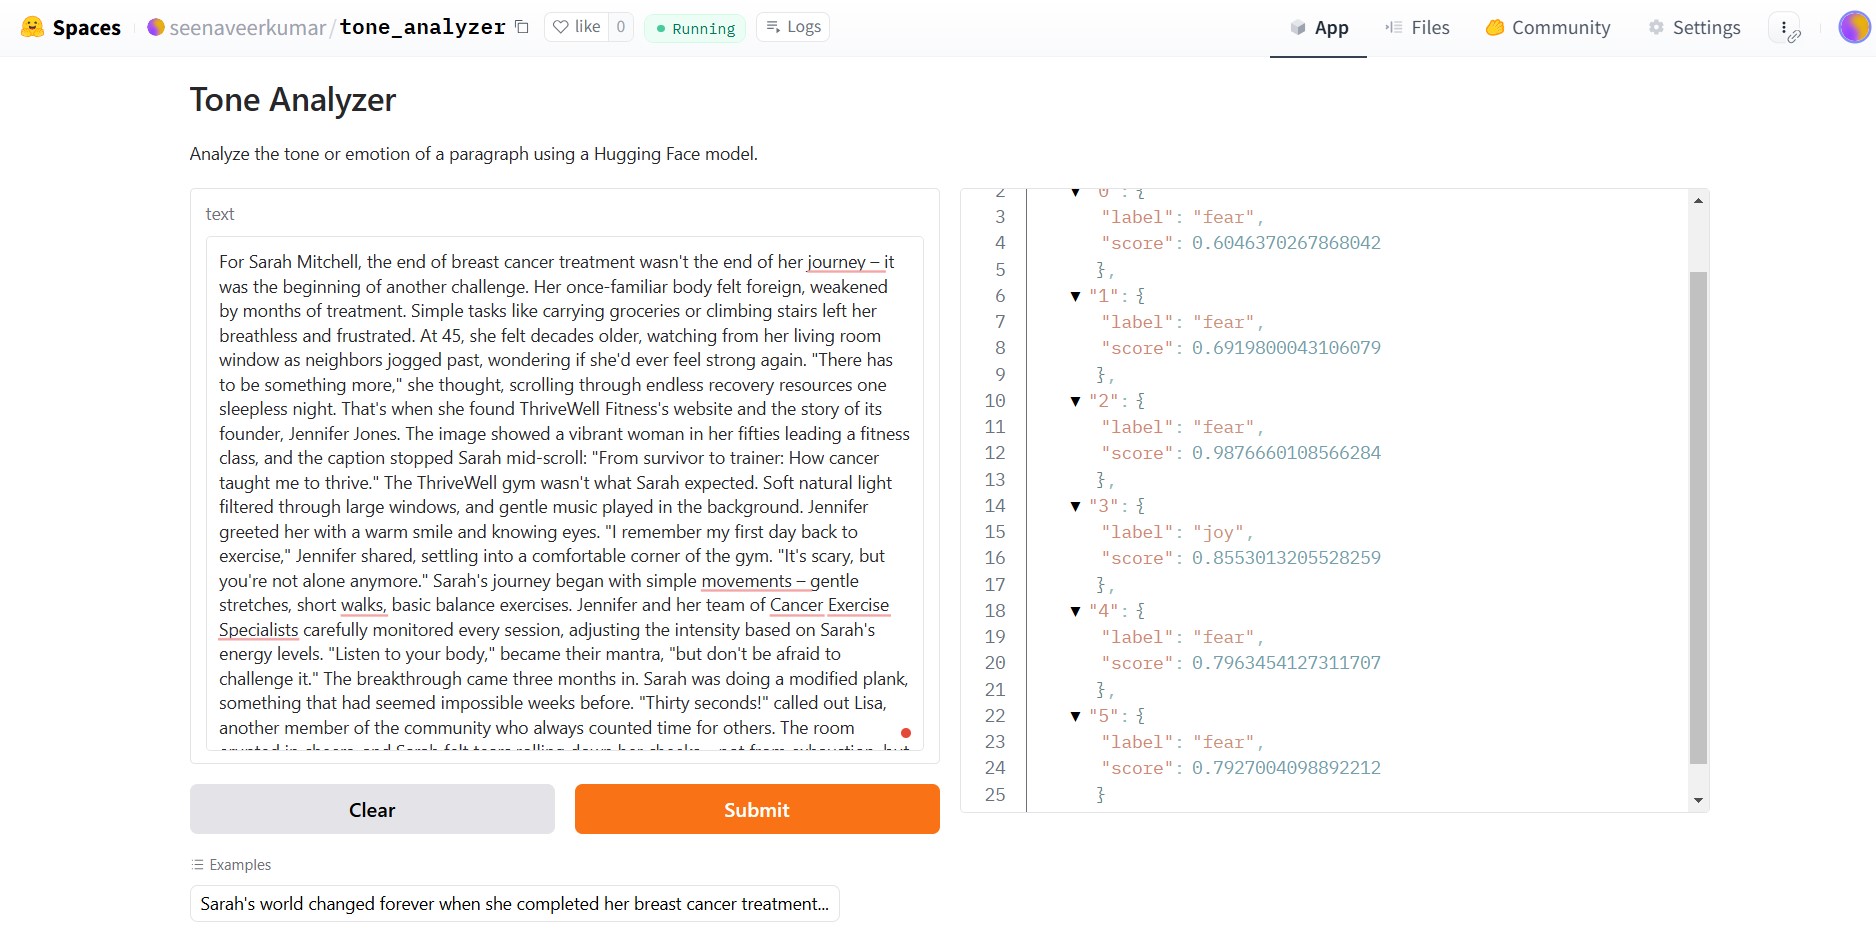 Spaces
seenaveerkumar/tone_analyzer
like 0
Running
Logs
App
Files
Community
Settings
Tone Analyzer
Analyze the tone or emotion of a paragraph using a Hugging Face model.
text
For Sarah Mitchell, the end of breast cancer treatment wasn't the end of her journey – it
was the beginning of another challenge. Her once-familiar body felt foreign, weakened
by months of treatment. Simple tasks like carrying groceries or climbing stairs left her
breathless and frustrated. At 45, she felt decades older, watching from her living room
window as neighbors jogged past, wondering if she'd ever feel strong again. "There has
to be something more," she thought, scrolling through endless recovery resources one
sleepless night. That's when she found ThriveWell Fitness's website and the story of its
founder, Jennifer Jones. The image showed a vibrant woman in her fifties leading a fitness
class, and the caption stopped Sarah mid-scroll: "From survivor to trainer: How cancer
taught me to thrive." The ThriveWell gym wasn't what Sarah expected. Soft natural light
filtered through large windows, and gentle music played in the background. Jennifer
greeted her with a warm smile and knowing eyes. "I remember my first day back to
exercise," Jennifer shared, settling into a comfortable corner of the gym. "It's scary, but
you're not alone anymore." Sarah's journey began with simple movements – gentle
stretches, short walks, basic balance exercises. Jennifer and her team of Cancer Exercise
Specialists carefully monitored every session, adjusting the intensity based on Sarah's
energy levels. "Listen to your body," became their mantra, "but don't be afraid to
challenge it." The breakthrough came three months in. Sarah was doing a modified plank,
something that had seemed impossible weeks before. "Thirty seconds!" called out Lisa,
another member of the community who always counted time for others. The room
erupted in cheers, and Sarah felt tears rolling down her cheeks – not from exhaustion, but
Clear
Submit
Examples
Sarah's world changed forever when she completed her breast cancer treatment...
2 "0": {
3 "label": "fear",
4 "score": 0.6046370267868042
5 },
6 "1": {
7 "label": "fear",
8 "score": 0.6919800043106079
9 },
10 "2": {
11 "label": "fear",
12 "score": 0.9876660108566284
13 },
14 "3": {
15 "label": "joy",
16 "score": 0.8553013205528259
17 },
18 "4": {
19 "label": "fear",
20 "score": 0.7963454127311707
21 },
22 "5": {
23 "label": "fear",
24 "score": 0.7927004098892212
25 }